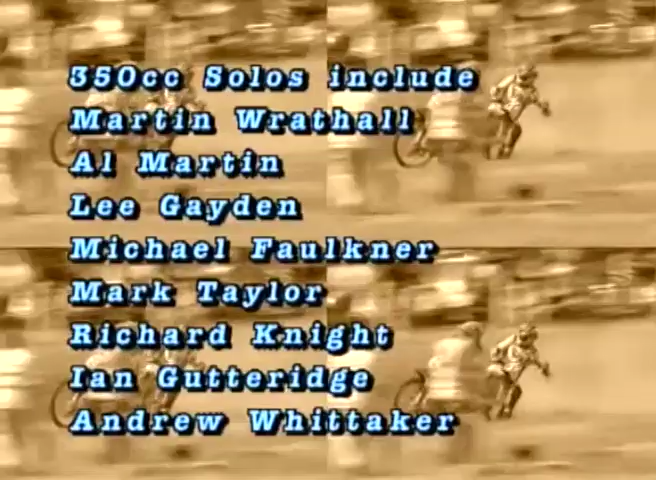 350cc Solos include
Martin Wrathall
Al Martin
Lee Gayden
Michael Faulkner
Mark Taylor
Richard Knight
Ian Gutteridge
Andrew Whittaker